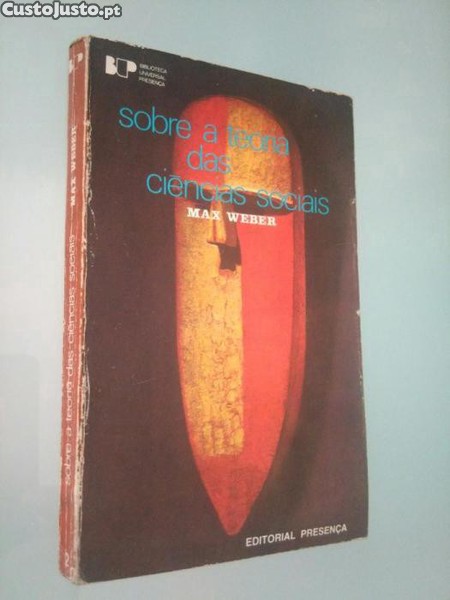 CustoJusto.pt
BUP
BIBLIOTECA
UNIVERSAL
PRESENÇA
sobre a teoria
das
ciências sociais
MAX WEBER
EDITORIAL PRESENÇA
MAX WEBER
sobre-a-teoria-das-ciências sociais